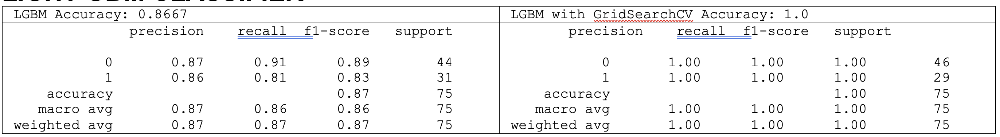 LGBM Accuracy: 0.8667
precision recall f1-score support
0 0.87 0.91 0.89 44
1 0.86 0.81 0.83 31
accuracy 0.87 75
macro avg 0.87 0.86 0.86 75
weighted avg 0.87 0.87 0.87 75
LGBM with GridSearchCV Accuracy: 1.0
precision recall f1-score support
0 1.00 1.00 1.00 46
1 1.00 1.00 1.00 29
accuracy 1.00 75
macro avg 1.00 1.00 1.00 75
weighted avg 1.00 1.00 1.00 75